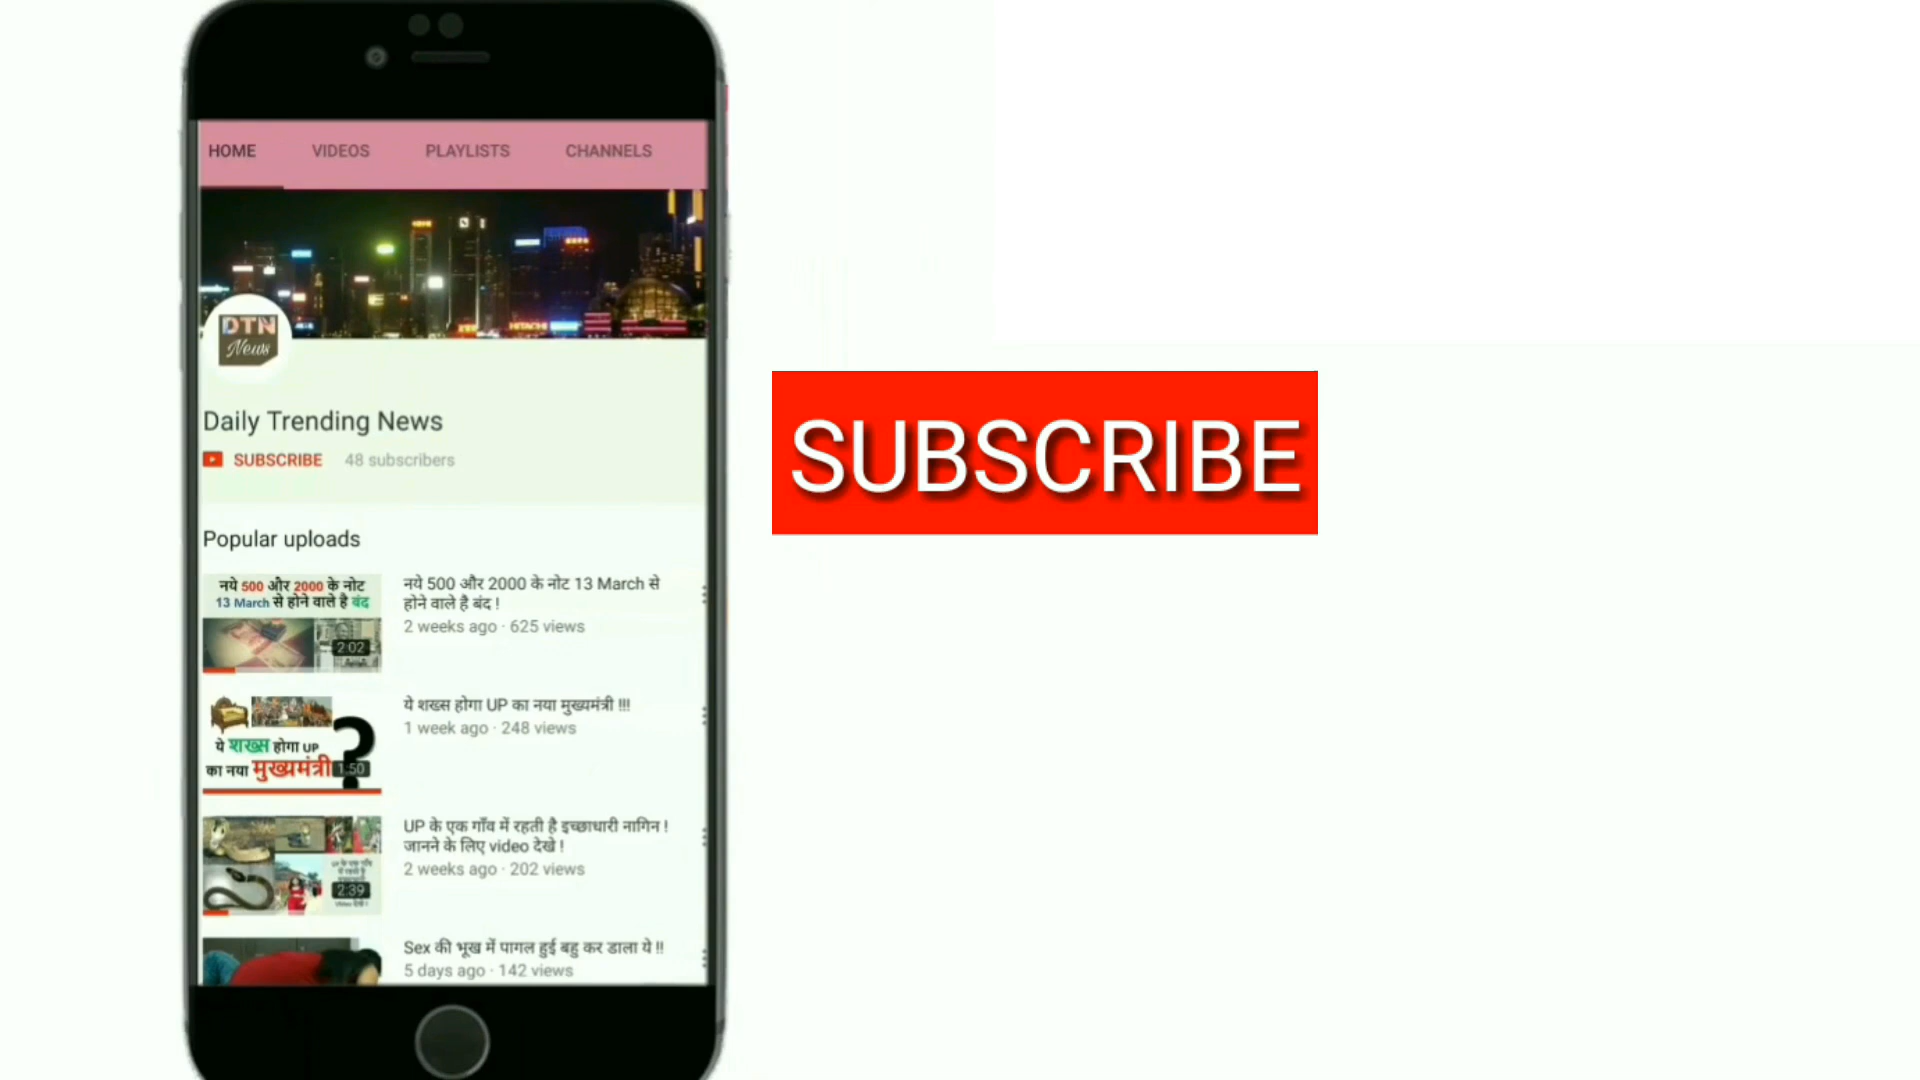 HOME VIDEOS PLAYLISTS CHANNELS
HITACHI
DTN
News
Daily Trending News
SUBSCRIBE 48 subscribers
SUBSCRIBE
Popular uploads
नये 500 और 2000 के नोट
13 March से होने वाले है बंद
2:02
नये 500 और 2000 के नोट 13 March से
होने वाले है बंद !
2 weeks ago · 625 views
ये शख्स होगा UP
का नया मुख्यमंत्री ?
1:50
ये शख्स होगा UP का नया मुख्यमंत्री !!!
1 week ago · 248 views
2:39
UP के एक गाँव में रहती है इच्छाधारी नागिन !
जानने के लिए video देखे !
2 weeks ago · 202 views
Sex की भूख में पागल हुई बहु कर डाला ये !!
5 days ago · 142 views